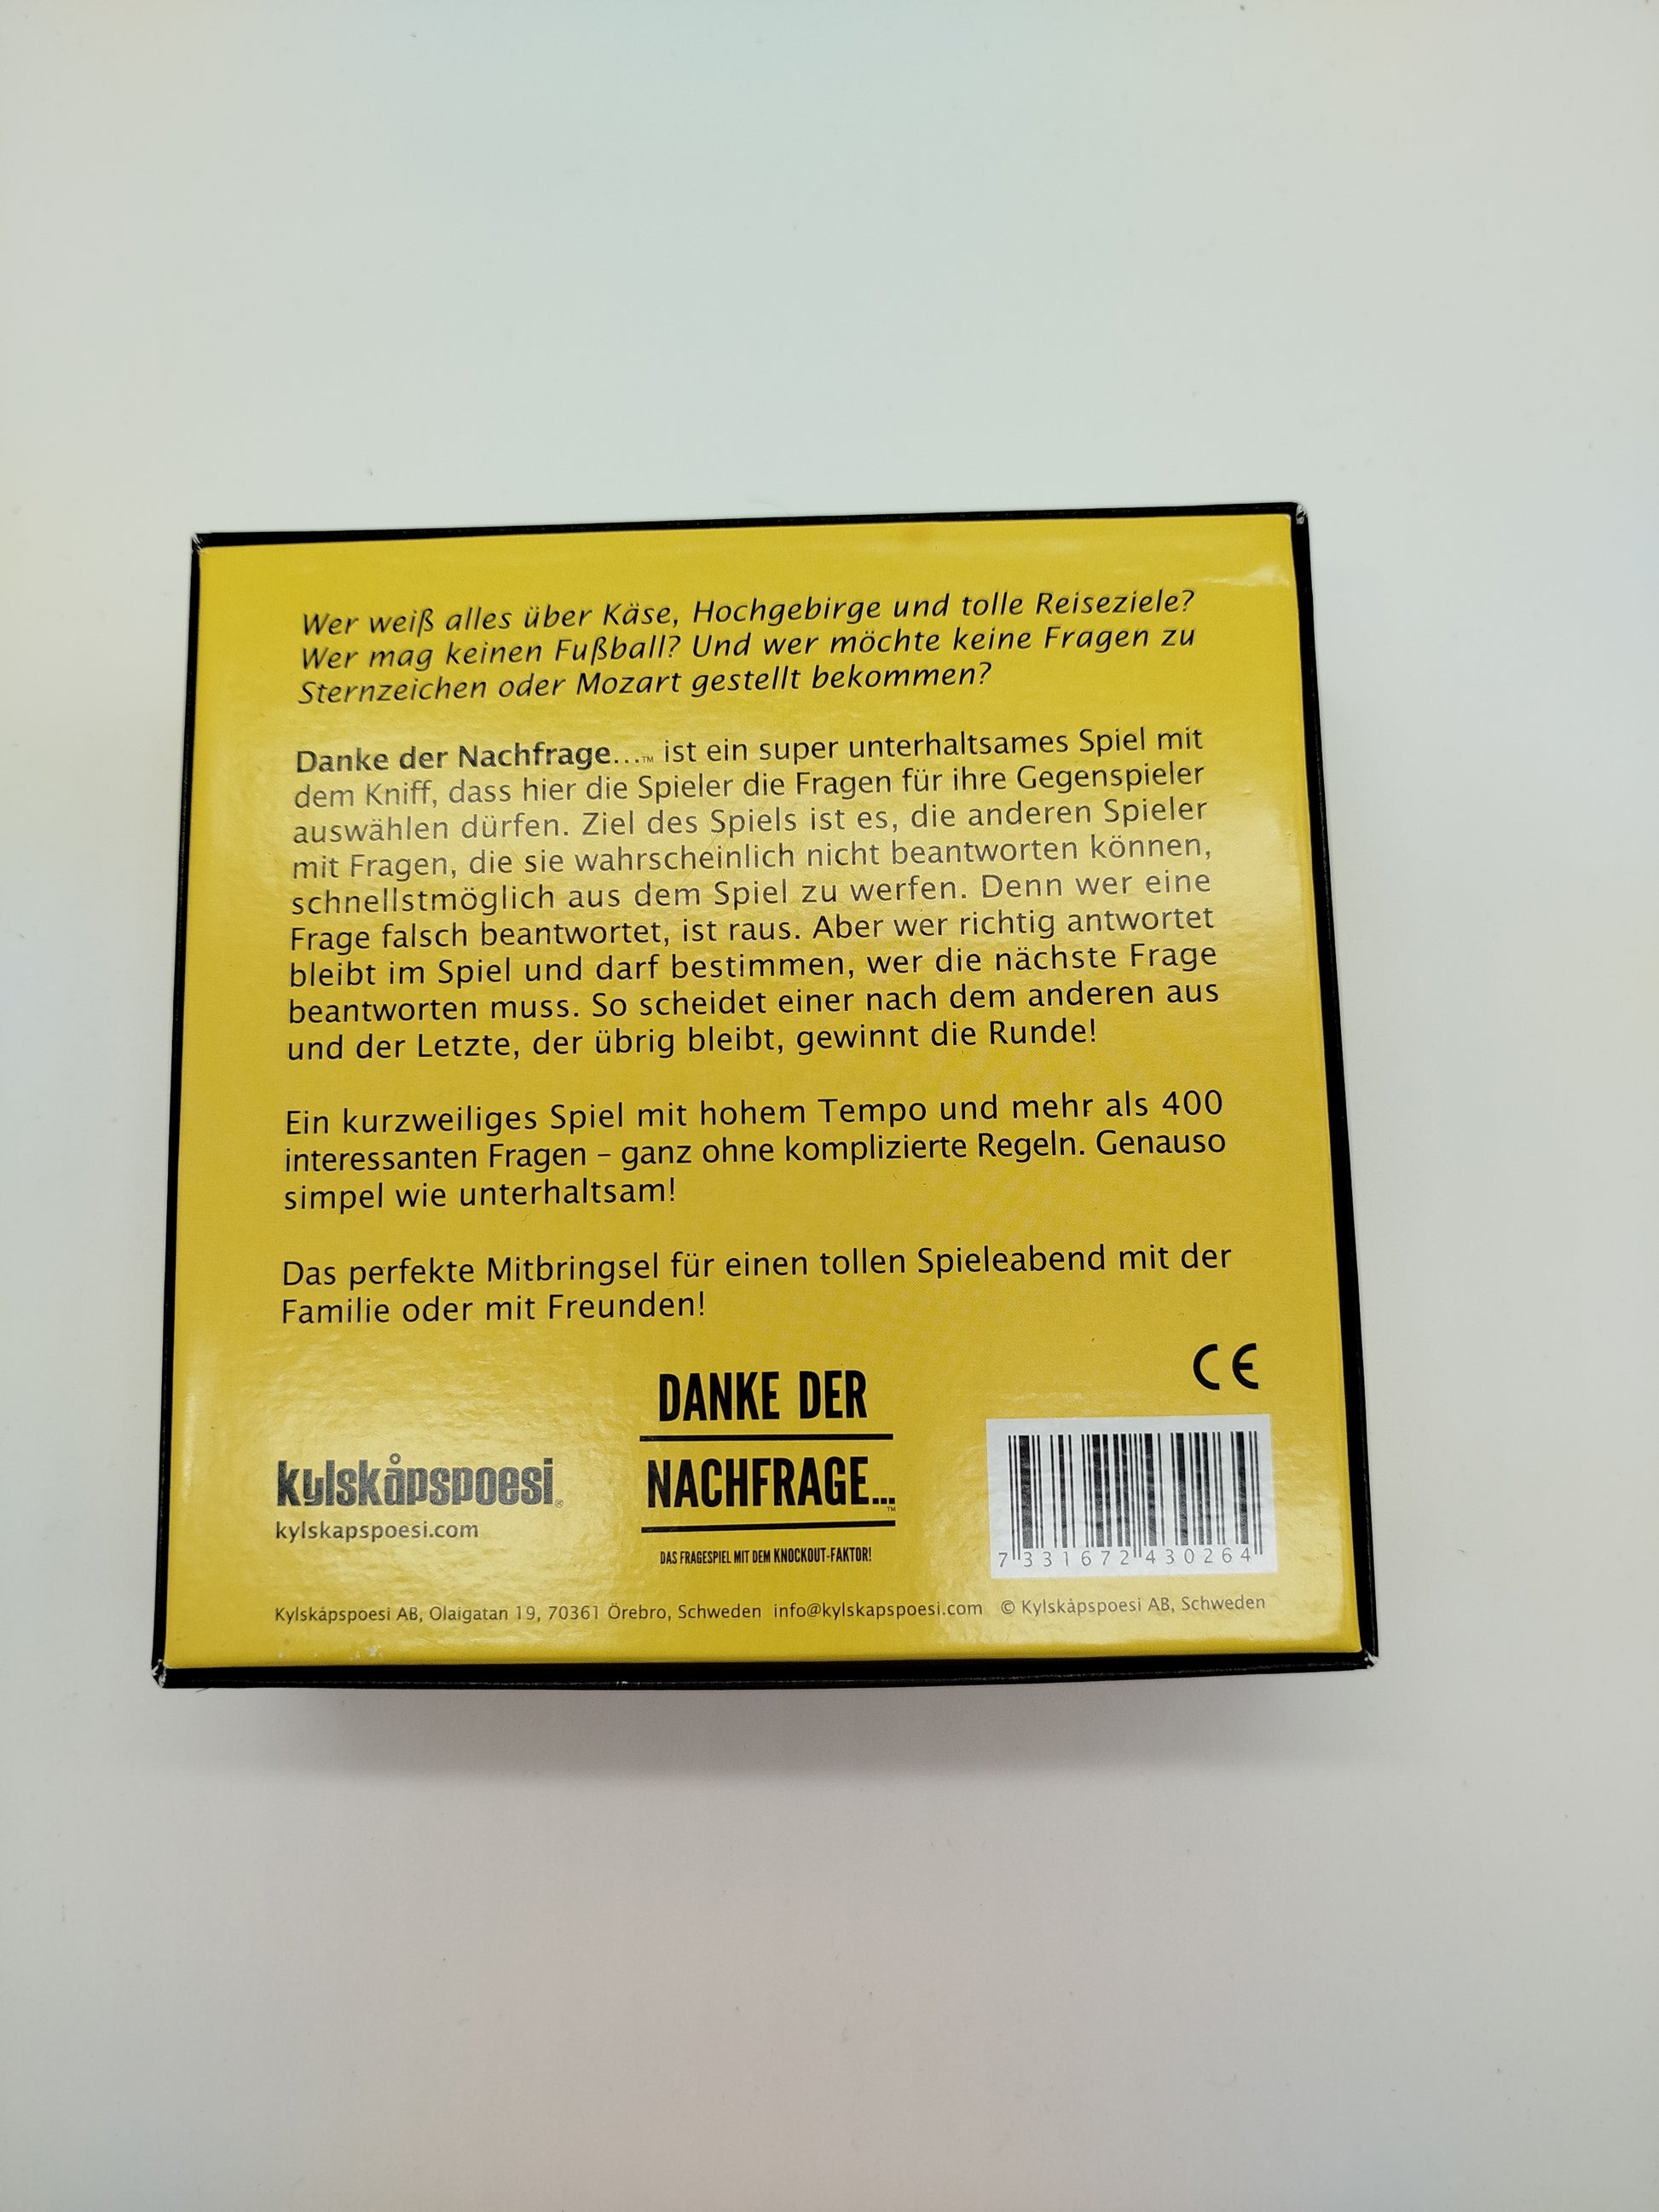 Wer weiß alles über Käse, Hochgebirge und tolle Reiseziele?
Wer mag keinen Fußball? Und wer möchte keine Fragen zu
Sternzeichen oder Mozart gestellt bekommen?
Danke der Nachfrage...™ ist ein super unterhaltsames Spiel mit
dem Kniff, dass hier die Spieler die Fragen für ihre Gegenspieler
auswählen dürfen. Ziel des Spiels ist es, die anderen Spieler
mit Fragen, die sie wahrscheinlich nicht beantworten können,
schnellstmöglich aus dem Spiel zu werfen. Denn wer eine
Frage falsch beantwortet, ist raus. Aber wer richtig antwortet
bleibt im Spiel und darf bestimmen, wer die nächste Frage
beantworten muss. So scheidet einer nach dem anderen aus
und der Letzte, der übrig bleibt, gewinnt die Runde!
Ein kurzweiliges Spiel mit hohem Tempo und mehr als 400
interessanten Fragen – ganz ohne komplizierte Regeln. Genauso
simpel wie unterhaltsam!
Das perfekte Mitbringsel für einen tollen Spieleabend mit der
Familie oder mit Freunden!
CE
DANKE DER
NACHFRAGE...™
DAS FRAGESPIEL MIT DEM KNOCKOUT-FAKTOR!
kylskåpspoesi®
kylskapspoesi.com
7 331672 430264
Kylskåpspoesi AB, Olaigatan 19, 70361 Örebro, Schweden info@kylskapspoesi.com © Kylskåpspoesi AB, Schweden